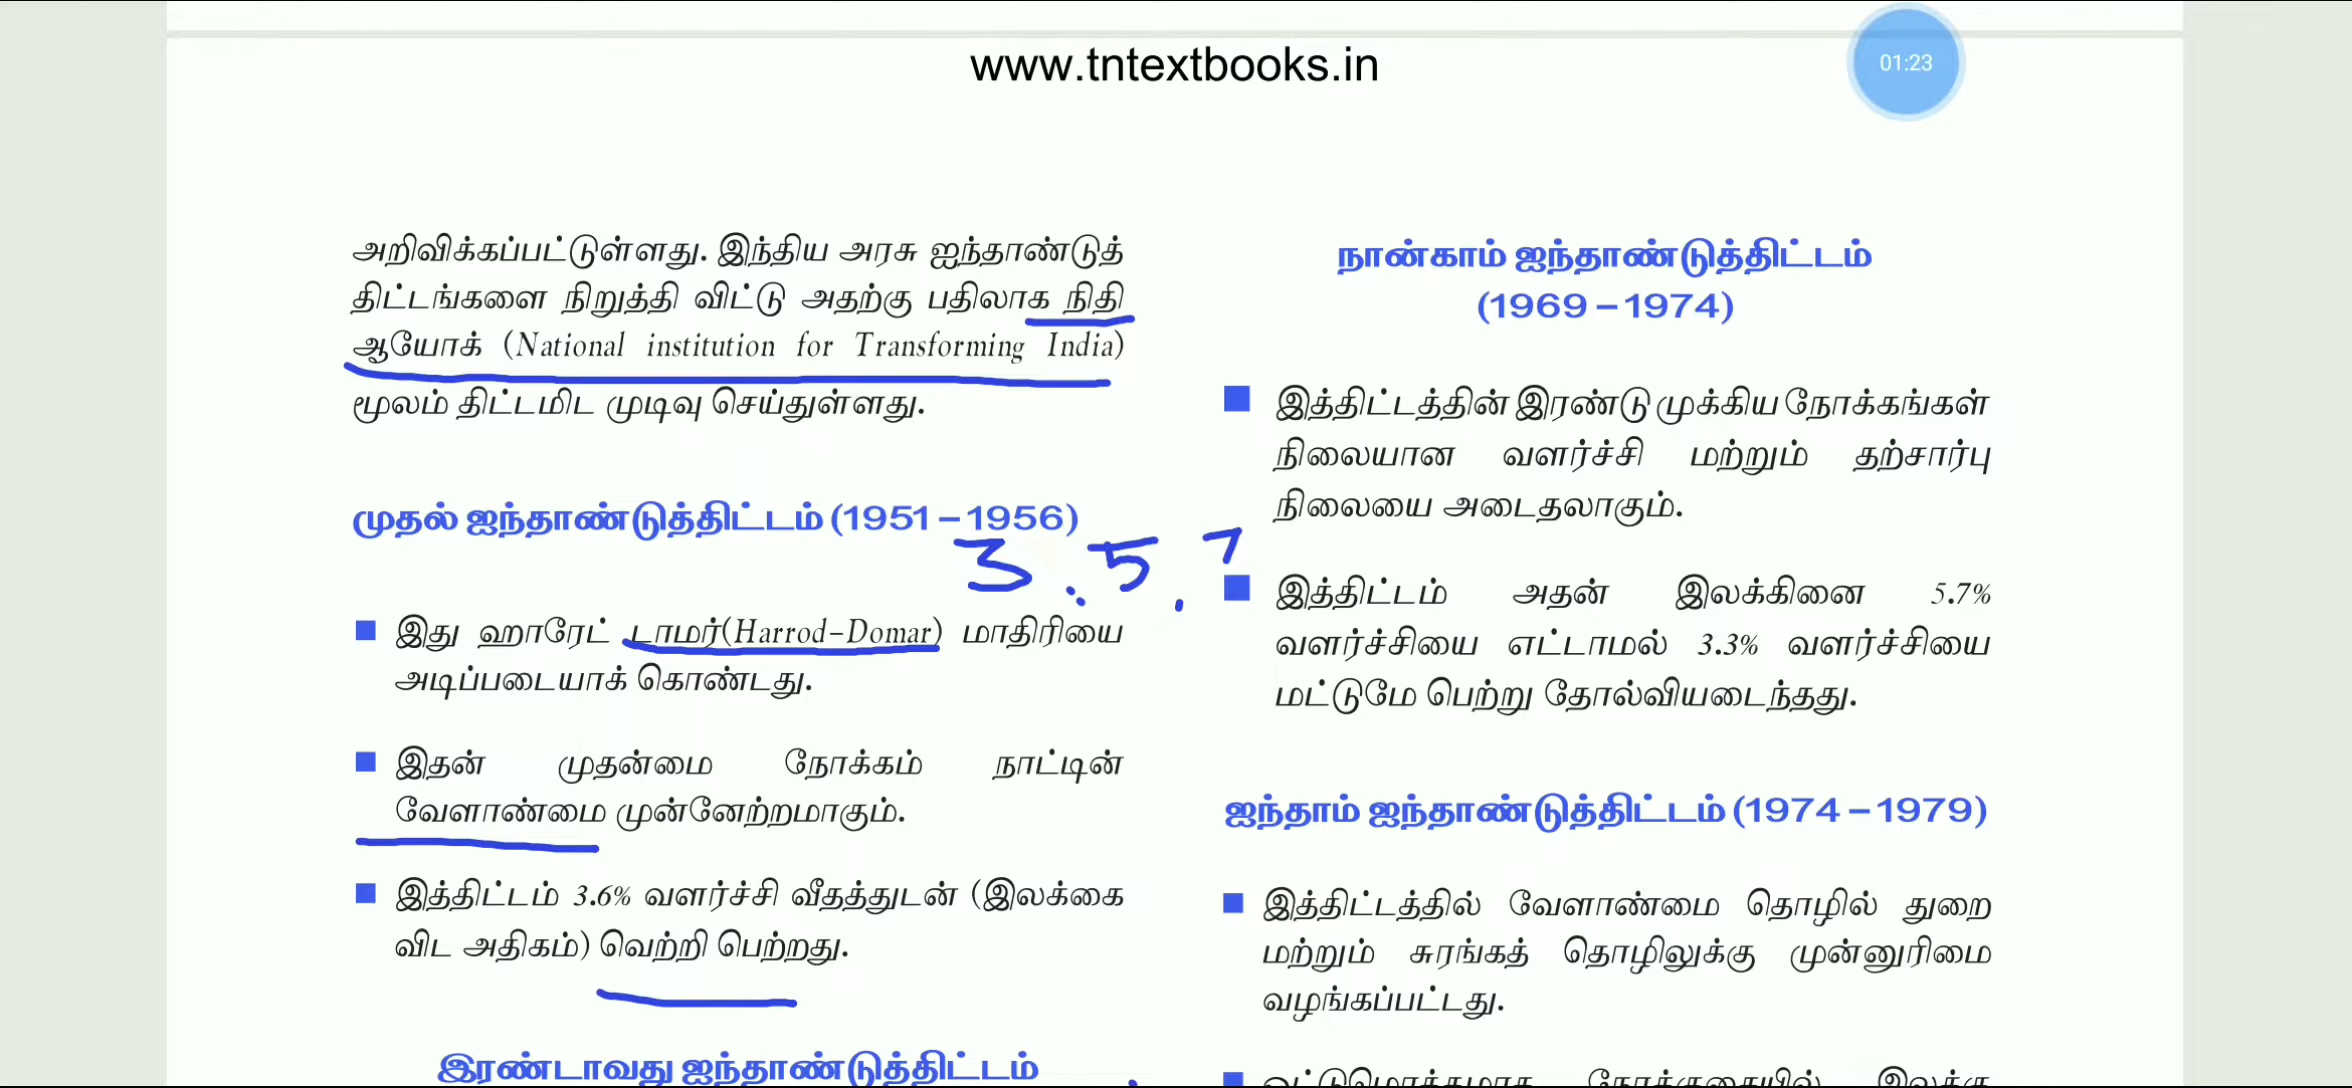 www.tntextbooks.in
01:23
அறிவிக்கப்பட்டுள்ளது. இந்திய அரசு ஐந்தாண்டுத்
திட்டங்களை நிறுத்தி விட்டு அதற்கு பதிலாக நிதி
ஆயோக் (National institution for Transforming India)
மூலம் திட்டமிட முடிவு செய்துள்ளது.
முதல் ஐந்தாண்டுத்திட்டம் (1951 – 1956)
3 . 5 . 7
இது ஹாரேட் டாமர்(Harrod-Domar) மாதிரியை
அடிப்படையாக் கொண்டது.
இதன் முதன்மை நோக்கம் நாட்டின்
வேளாண்மை முன்னேற்றமாகும்.
இத்திட்டம் 3.6% வளர்ச்சி வீதத்துடன் (இலக்கை
விட அதிகம்) வெற்றி பெற்றது.
இரண்டாவது ஐந்தாண்டுத்திட்டம்
நான்காம் ஐந்தாண்டுத்திட்டம்
(1969 – 1974)
இத்திட்டத்தின் இரண்டு முக்கிய நோக்கங்கள்
நிலையான வளர்ச்சி மற்றும் தற்சார்பு
நிலையை அடைதலாகும்.
இத்திட்டம் அதன் இலக்கினை 5.7%
வளர்ச்சியை எட்டாமல் 3.3% வளர்ச்சியை
மட்டுமே பெற்று தோல்வியடைந்தது.
ஐந்தாம் ஐந்தாண்டுத்திட்டம் (1974 – 1979)
இத்திட்டத்தில் வேளாண்மை தொழில் துறை
மற்றும் சுரங்கத் தொழிலுக்கு முன்னுரிமை
வழங்கப்பட்டது.